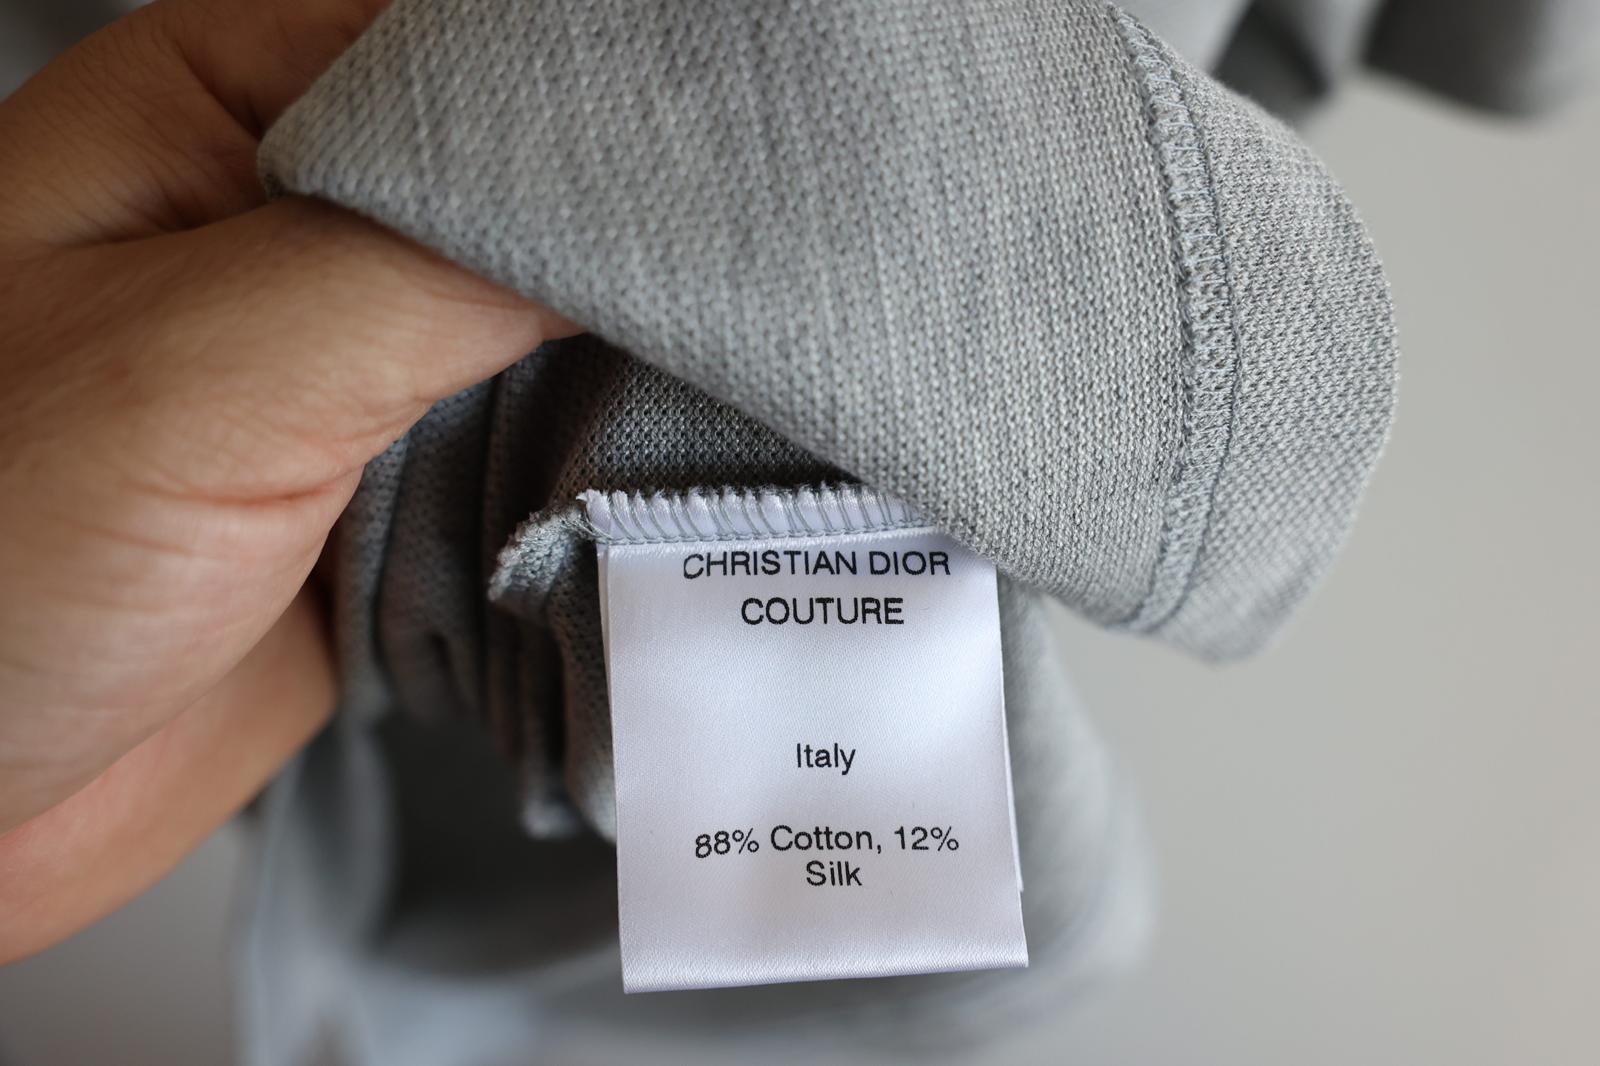 CHRISTIAN DIOR
COUTURE
Italy
88% Cotton, 12%
Silk